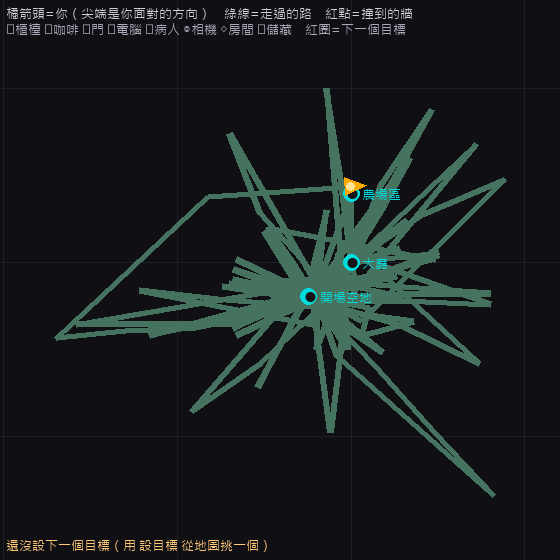 橘箭頭=你（尖端是你面對的方向） 綠線=走過的路 紅點=撞到的牆
櫃檯 咖啡 門 電腦 病人 相機 ◇房間 儲藏 紅圈=下一個目標
農場區
大廳
開場空地
還沒設下一個目標（用 設目標 從地圖挑一個）